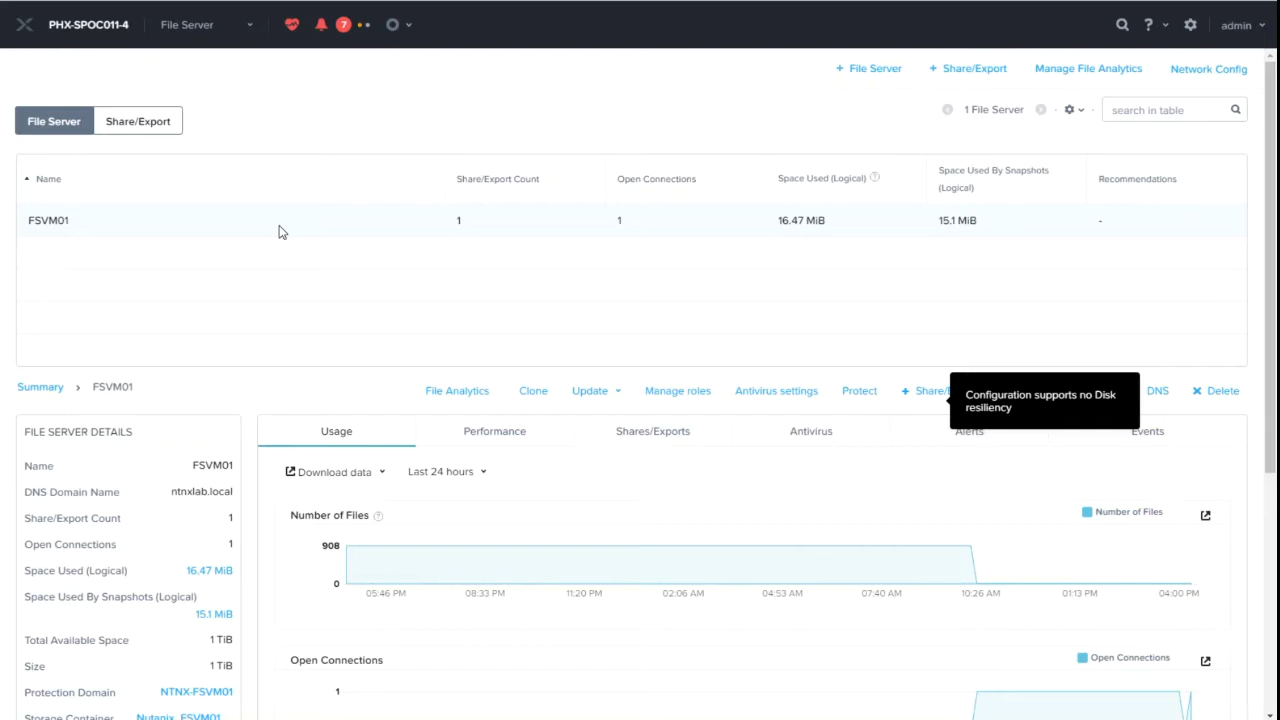 PHX-SPOC011-4 File Server 7 ? admin
+ File Server + Share/Export Manage File Analytics Network Config
File Server Share/Export 1 File Server search in table
Name Share/Export Count Open Connections Space Used (Logical) ? Space Used By Snapshots (Logical) Recommendations
FSVM01 1 1 16.47 MiB 15.1 MiB -
Summary > FSVM01 File Analytics Clone Update Manage roles Antivirus settings Protect + Share/ DNS × Delete
Configuration supports no Disk
resiliency
FILE SERVER DETAILS
Name FSVM01
DNS Domain Name ntnxlab.local
Share/Export Count 1
Open Connections 1
Space Used (Logical) 16.47 MiB
Space Used By Snapshots (Logical)
15.1 MiB
Total Available Space 1 TiB
Size 1 TiB
Protection Domain NTNX-FSVM01
Storage Container Nutanix_FSVM01
Usage Performance Shares/Exports Antivirus Alerts Events
Download data Last 24 hours
Number of Files ? Number of Files
908
0
05:46 PM 08:33 PM 11:20 PM 02:06 AM 04:53 AM 07:40 AM 10:26 AM 01:13 PM 04:00 PM
Open Connections Open Connections
1